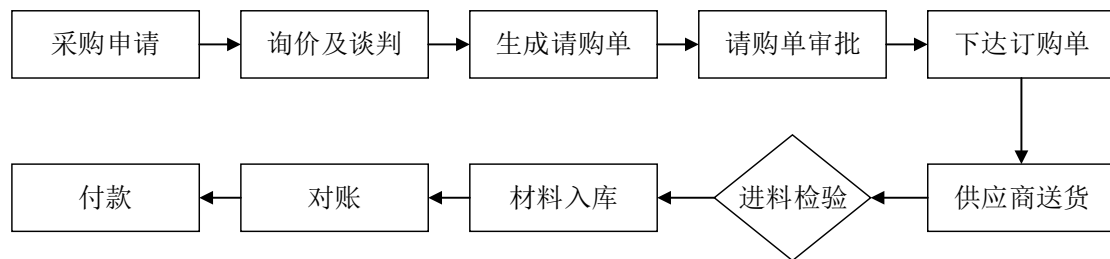 采购申请
询价及谈判
生成请购单
请购单审批
下达订购单
供应商送货
进料检验
材料入库
对账
付款